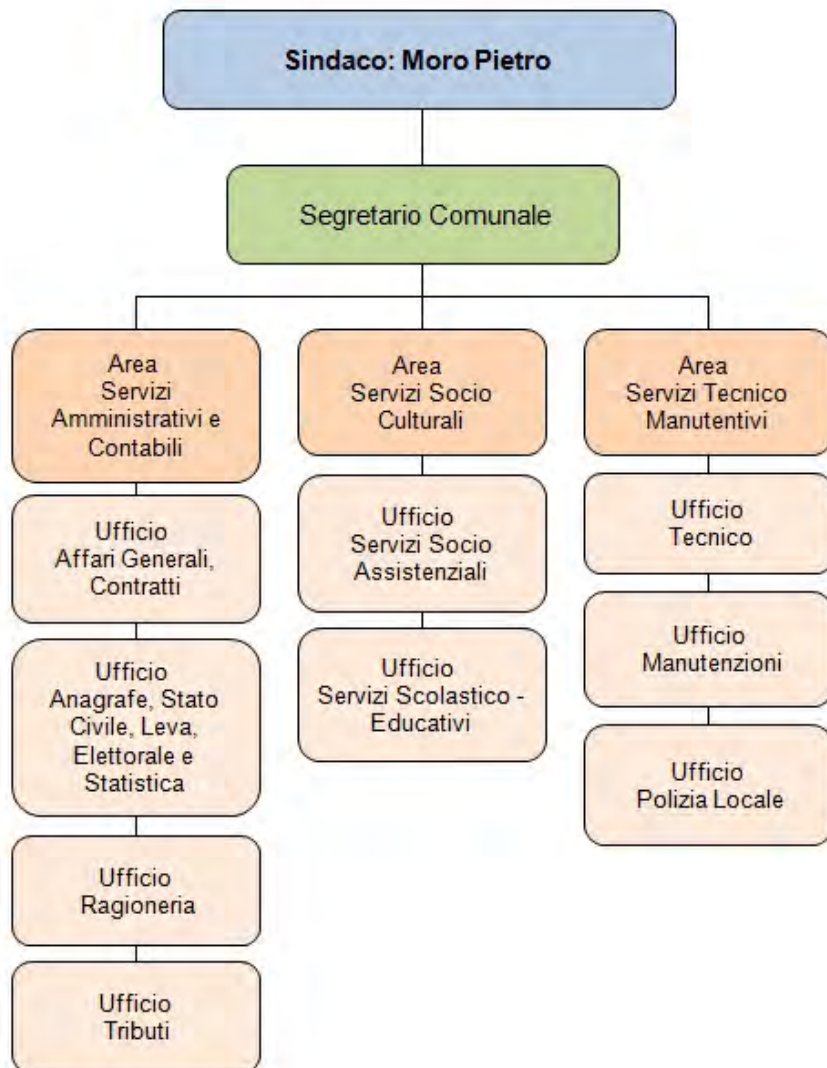 Sindaco: Moro Pietro
Segretario Comunale
Area
Servizi
Amministrativi e
Contabili
Ufficio
Affari Generali,
Contratti
Ufficio
Anagrafe, Stato
Civile, Leva,
Elettorale e
Statistica
Ufficio
Ragioneria
Ufficio
Tributi
Area
Servizi Socio
Culturali
Ufficio
Servizi Socio
Assistenziali
Ufficio
Servizi Scolastico -
Educativi
Area
Servizi Tecnico
Manutentivi
Ufficio
Tecnico
Ufficio
Manutenzioni
Ufficio
Polizia Locale